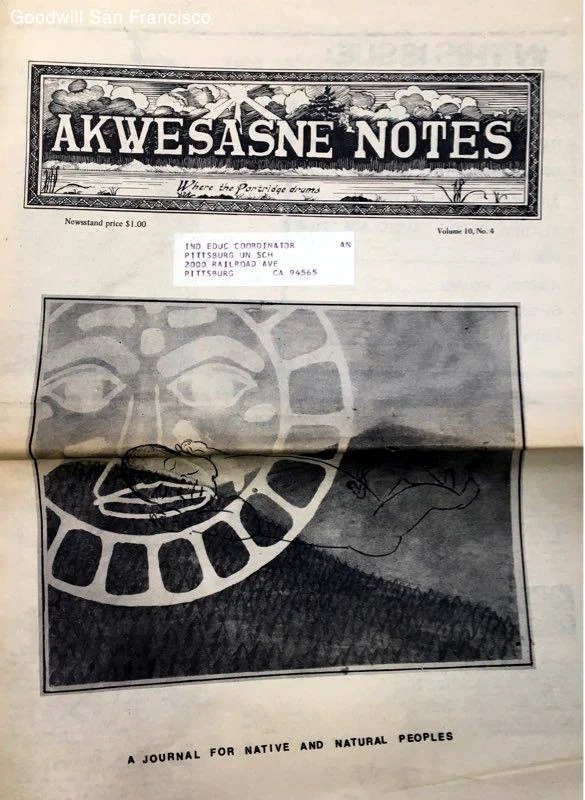 Goodwill San Francisco
AKWESASNE NOTES
Where the Partridge drums
Newsstand price $1.00
Volume 10, No. 4
IND EDUC COORDINATOR AN
PITTSBURG UN SCH
2000 RAILROAD AVE
PITTSBURG CA 94565
A JOURNAL FOR NATIVE AND NATURAL PEOPLES